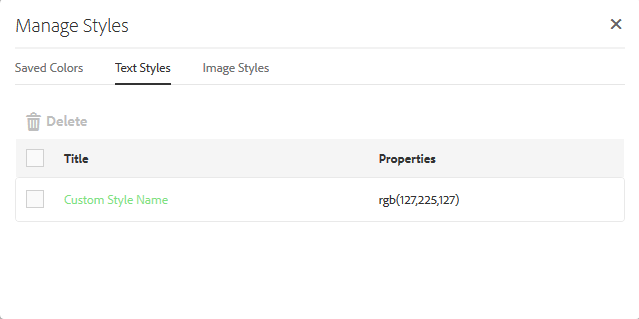 Manage Styles
Saved Colors Text Styles Image Styles
Delete
Title Properties
Custom Style Name rgb(127,225,127)